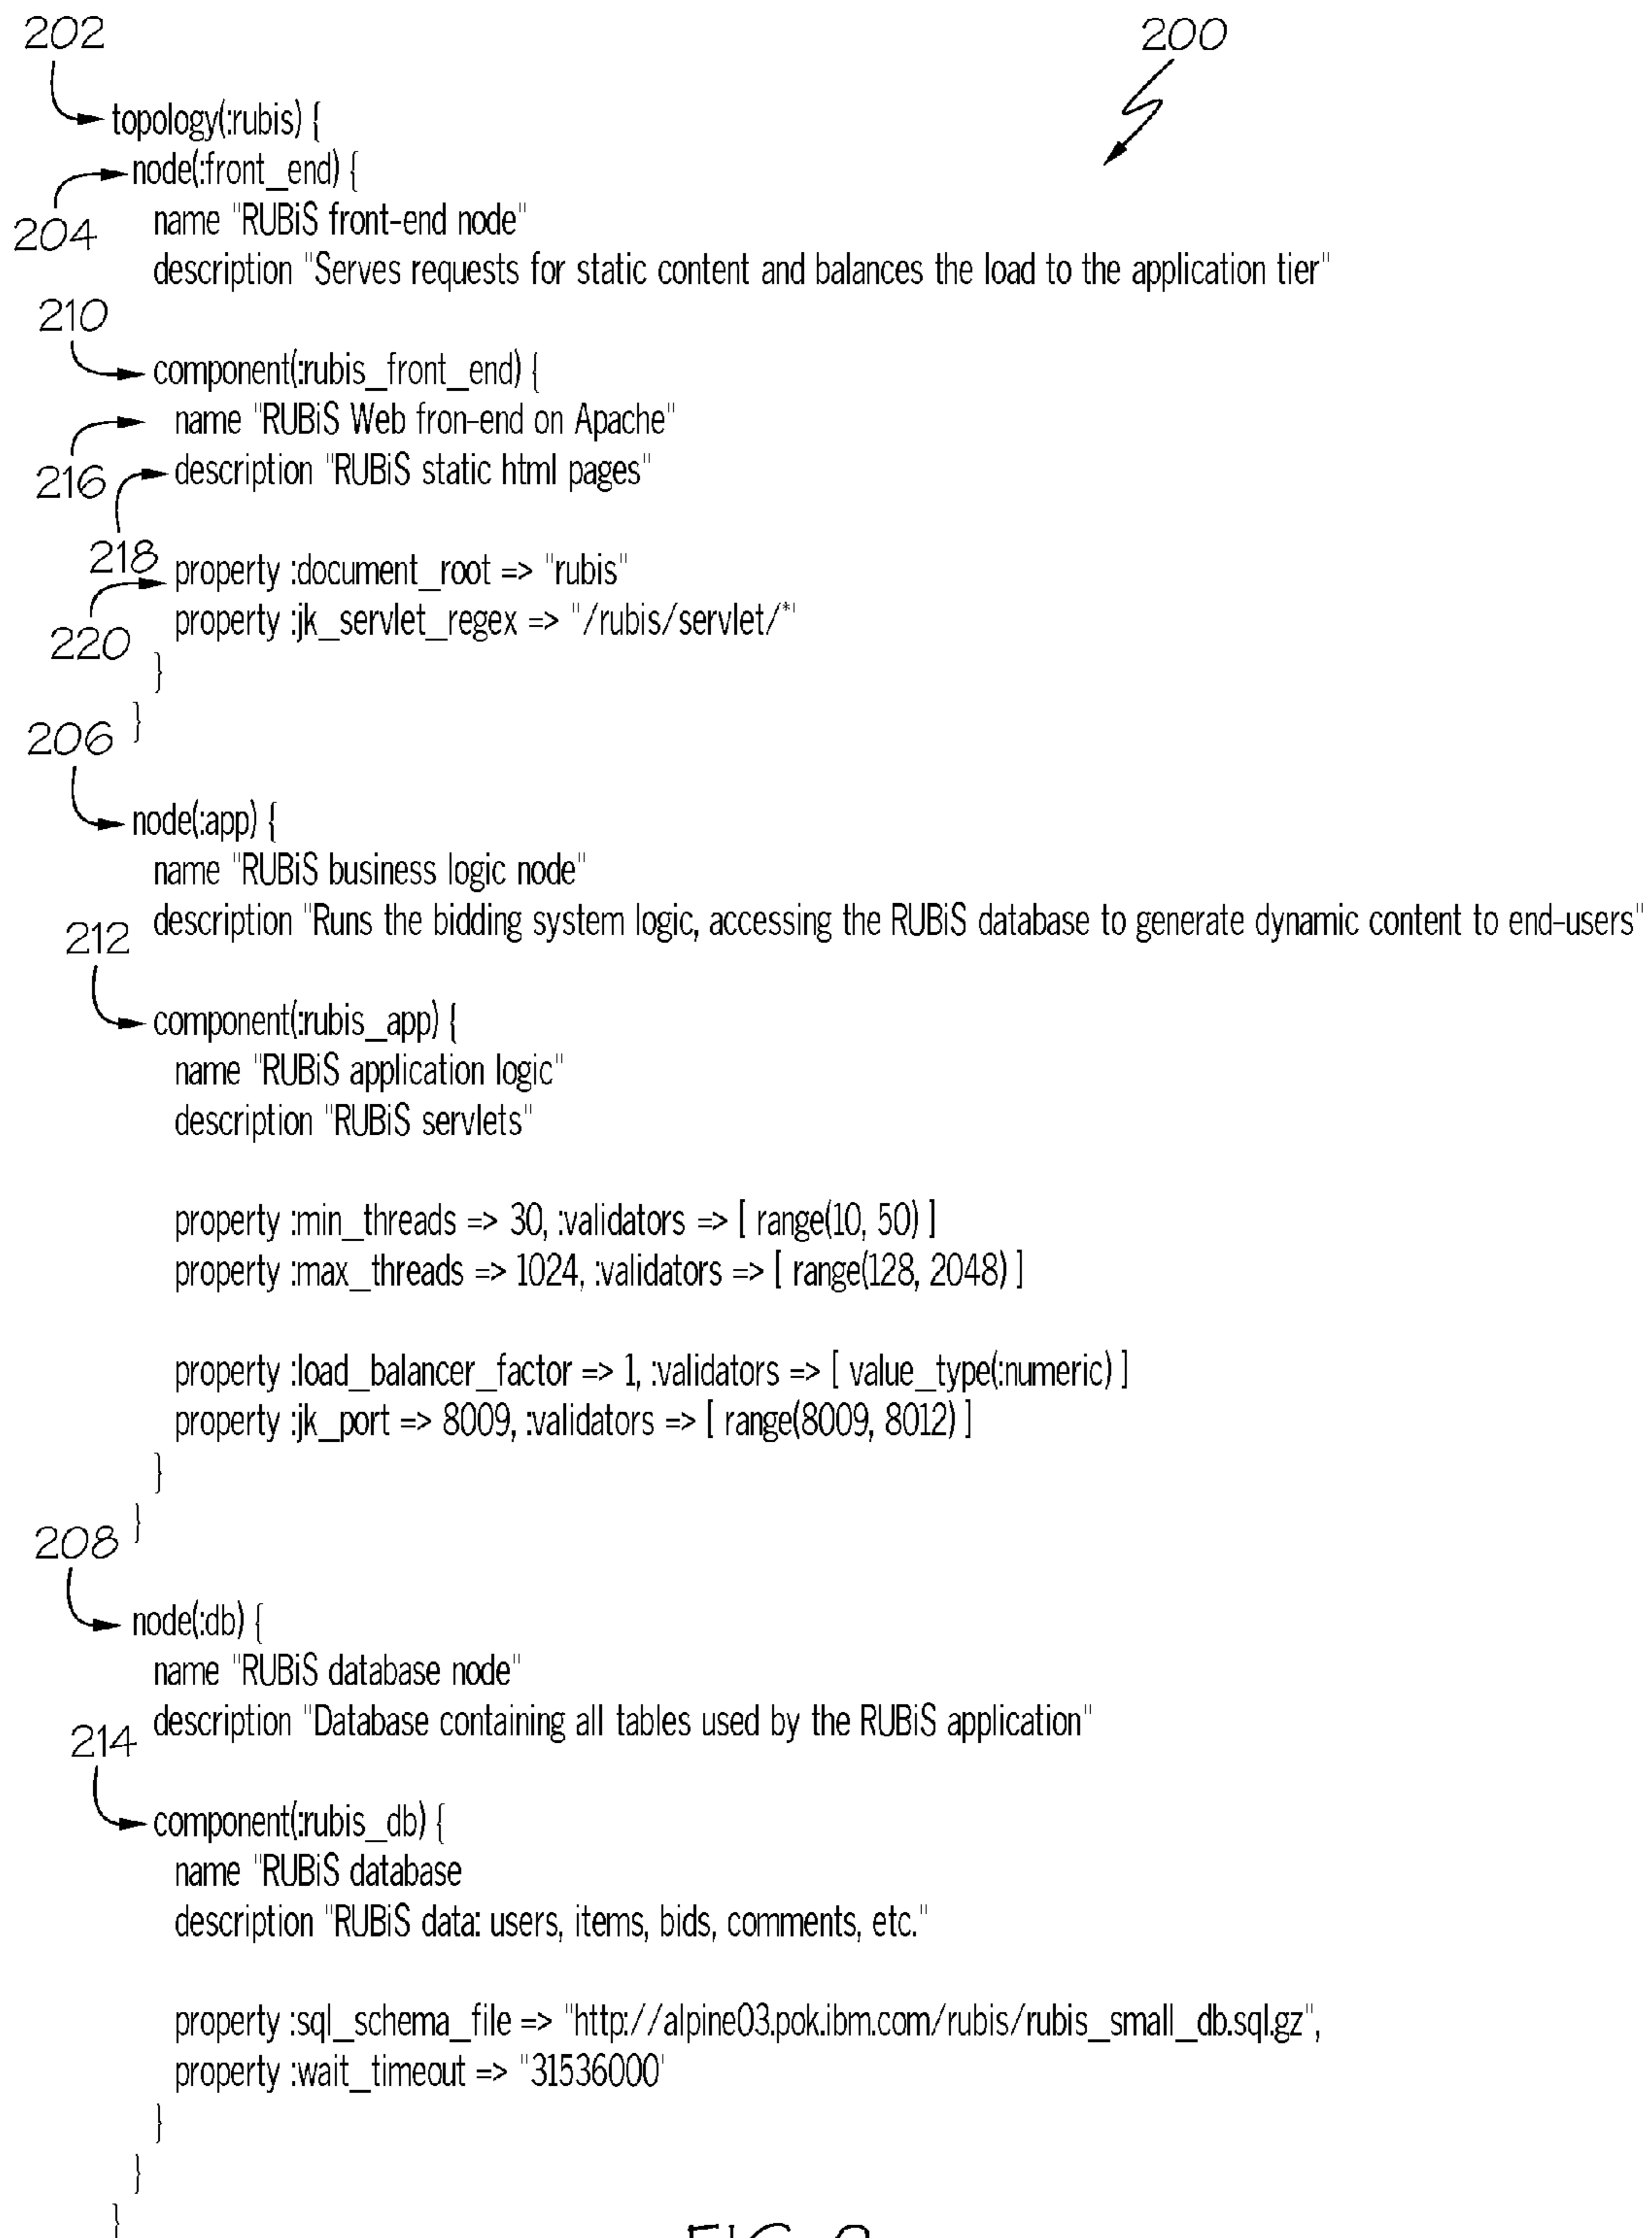 202
200
topology(:rubis) {
node(:front_end) {
204
name "RUBiS front-end node"
description "Serves requests for static content and balances the load to the application tier"
210
component(:rubis_front_end) {
name "RUBiS Web fron-end on Apache"
216
description "RUBiS static html pages"
218
property :document_root => "rubis"
220
property :jk_servlet_regex => "/rubis/servlet/*'
}
}
206
node(:app) {
name "RUBiS business logic node"
description "Runs the bidding system logic, accessing the RUBiS database to generate dynamic content to end-users"
212
component(:rubis_app) {
name "RUBiS application logic"
description "RUBiS servlets"
property :min_threads => 30, :validators => [ range(10, 50) ]
property :max_threads => 1024, :validators => [ range(128, 2048) ]
property :load_balancer_factor => 1, :validators => [ value_type(:numeric) ]
property :jk_port => 8009, :validators => [ range(8009, 8012) ]
}
}
208
node(:db) {
name "RUBiS database node"
description "Database containing all tables used by the RUBiS application"
214
component(:rubis_db) {
name "RUBiS database
description "RUBiS data: users, items, bids, comments, etc."
property :sql_schema_file => "http://alpine03.pok.ibm.com/rubis/rubis_small_db.sql.gz",
property :wait_timeout => "31536000'
}
}
}